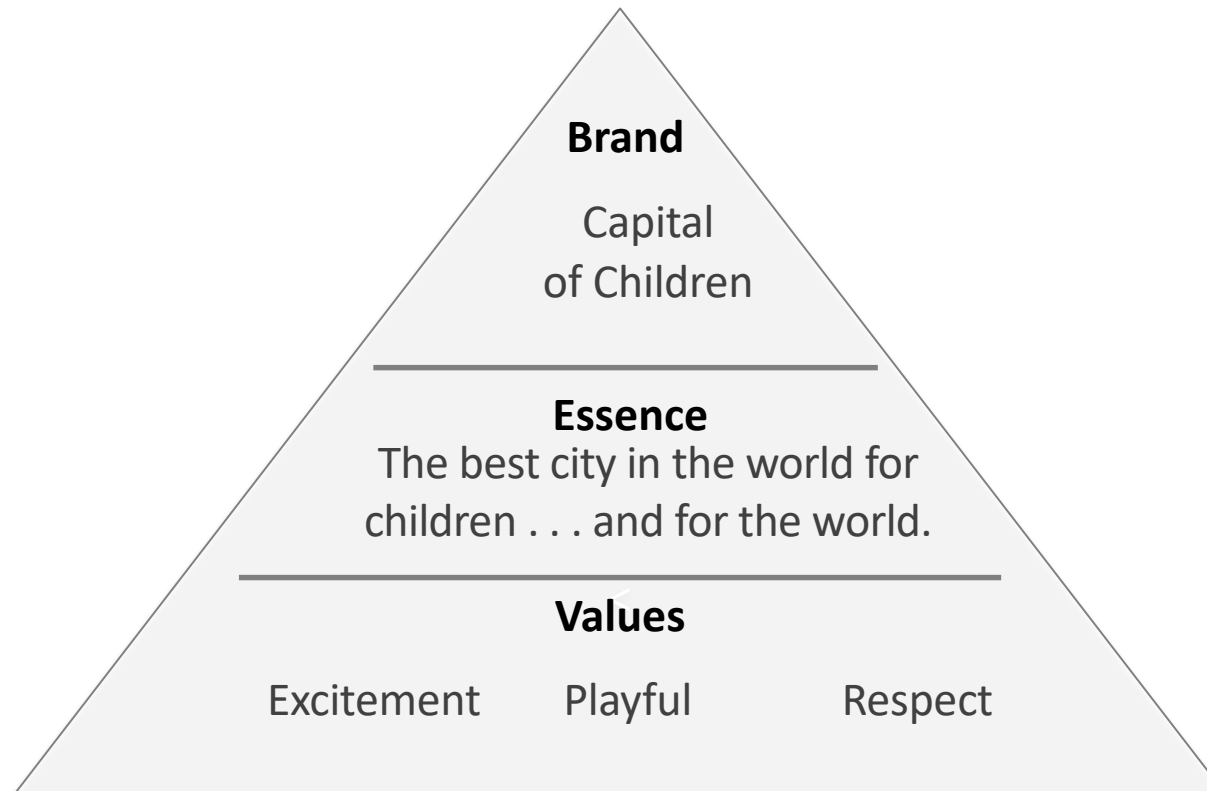 Brand
Capital
of Children
Essence
The best city in the world for
children . . . and for the world.
Values
Excitement Playful Respect